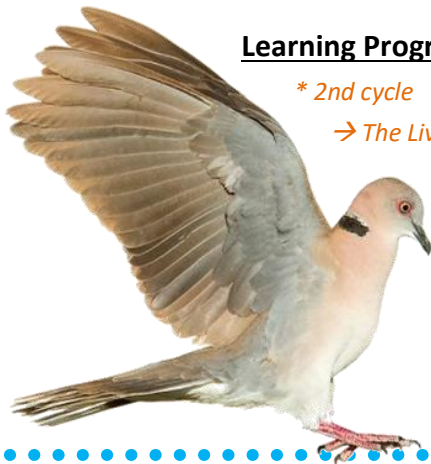 Learning Progr
* 2nd cycle
→ The Liv